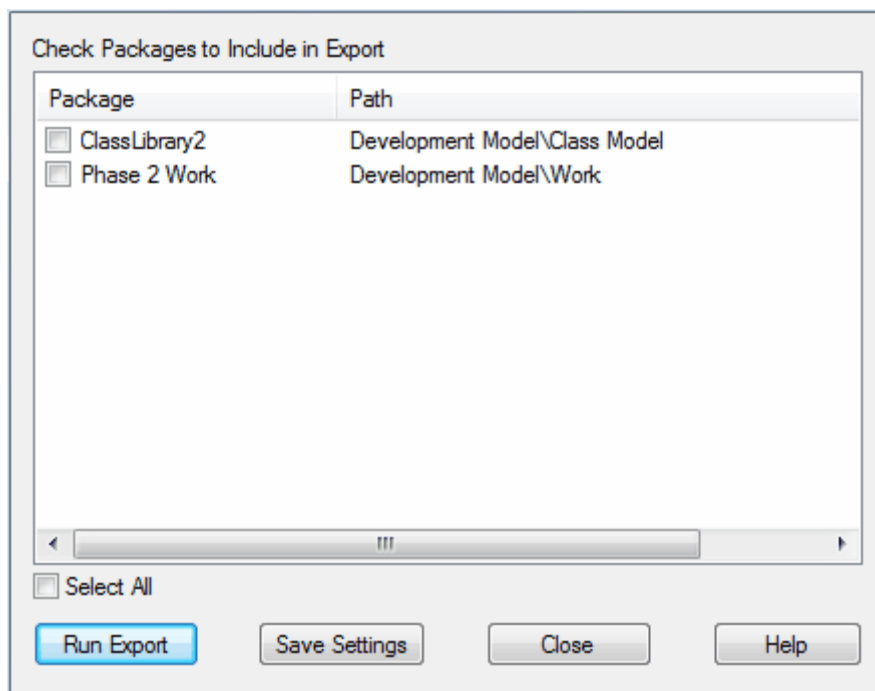 Check Packages to Include in Export
Package Path
ClassLibrary2 Development Model\Class Model
Phase 2 Work Development Model\Work
Select All
Run Export Save Settings Close Help